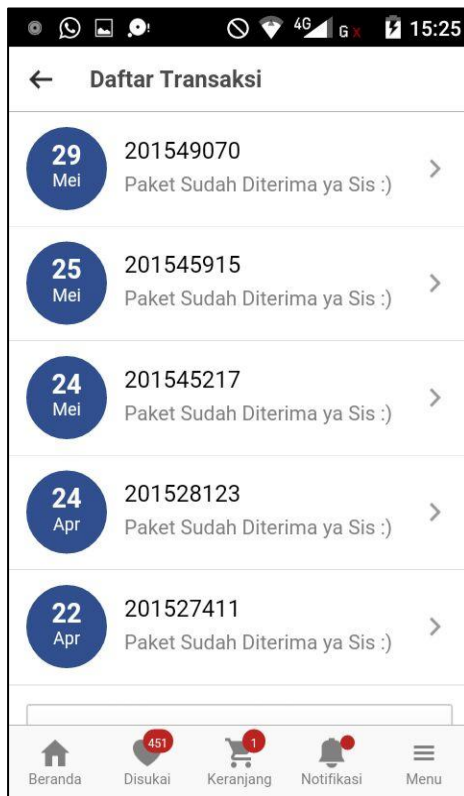 4G
G x
15:25
Daftar Transaksi
29
Mei
201549070
Paket Sudah Diterima ya Sis :)
25
Mei
201545915
Paket Sudah Diterima ya Sis :)
24
Mei
201545217
Paket Sudah Diterima ya Sis :)
24
Apr
201528123
Paket Sudah Diterima ya Sis :)
22
Apr
201527411
Paket Sudah Diterima ya Sis :)
451
1
Beranda
Disukai
Keranjang
Notifikasi
Menu